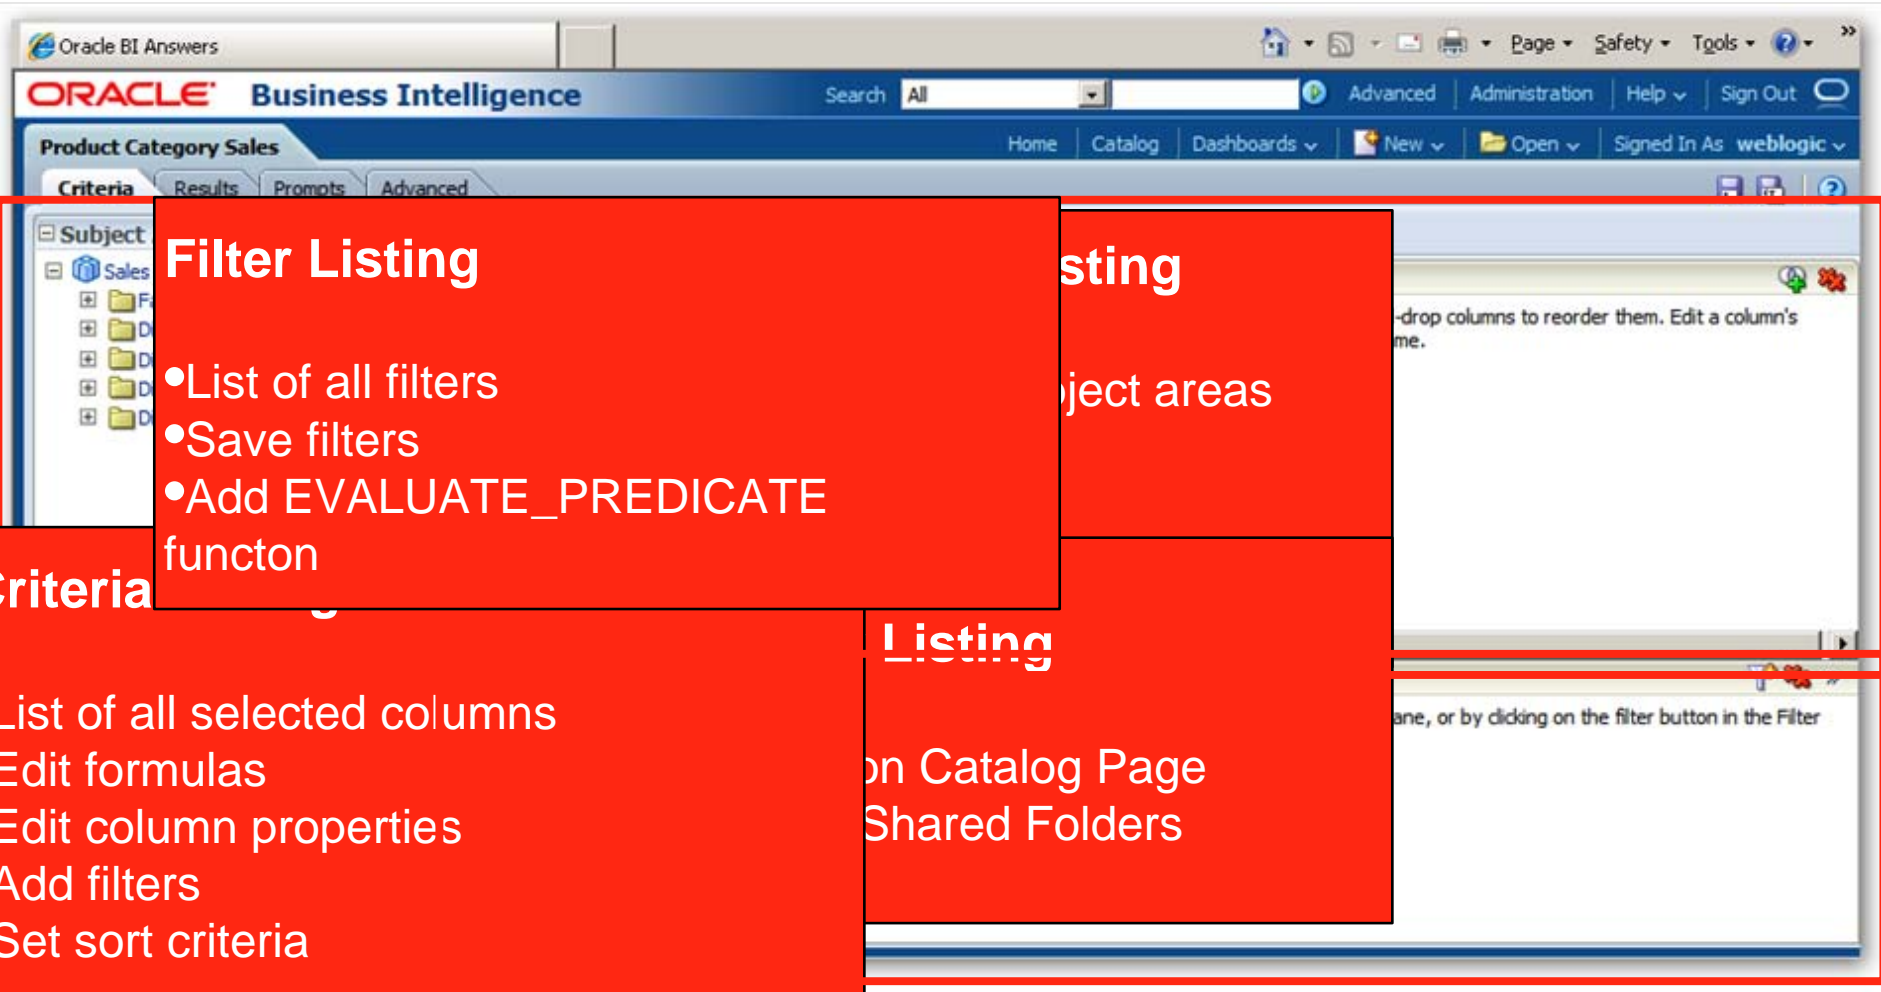 Oracle BI Answers
Page
Safety
Tools
»
ORACLE Business Intelligence
Search All
Advanced
Administration
Help
Sign Out
Product Category Sales
Home
Catalog
Dashboards
New
Open
Signed In As weblogic
Criteria
Results
Prompts
Advanced
Subject
Sales
Filter Listing
•List of all filters
•Save filters
•Add EVALUATE_PREDICATE
functon
sting
ject areas
-drop columns to reorder them. Edit a column's
me.
Criteria
List of all selected columns
Edit formulas
Edit column properties
Add filters
Set sort criteria
Listing
on Catalog Page
Shared Folders
ane, or by clicking on the filter button in the Filter